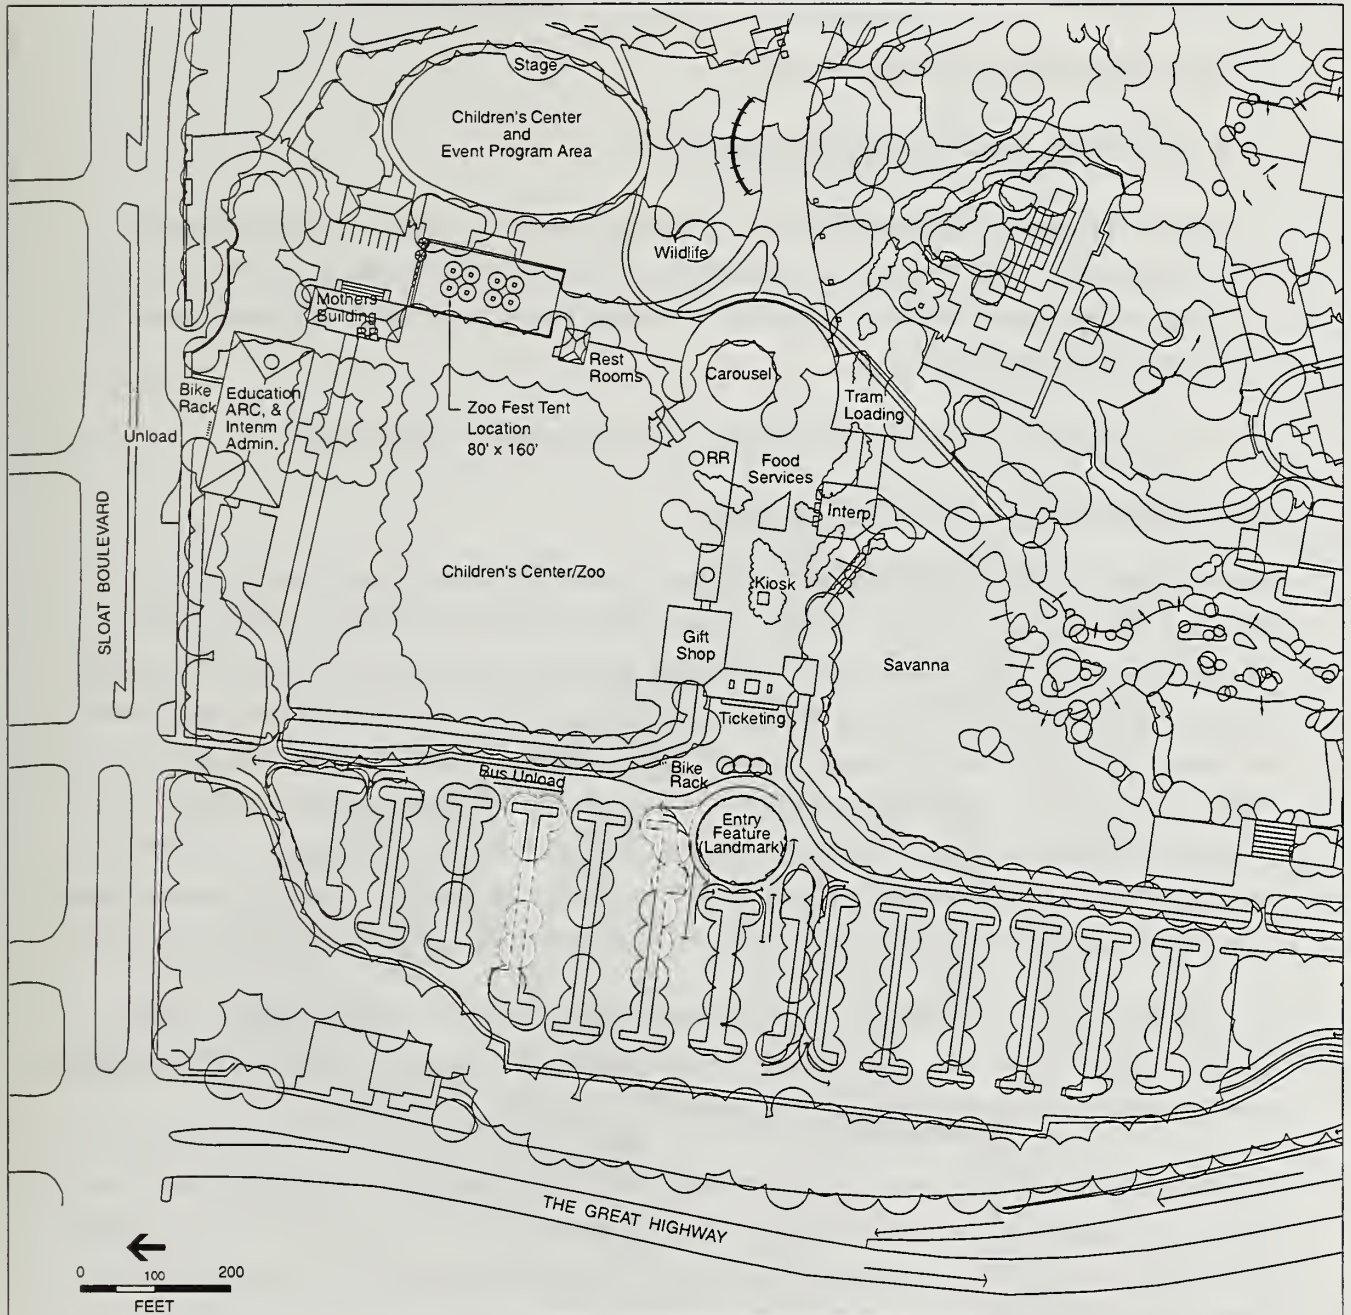 Stage
Children's Center
and
Event Program Area
Wildlife
Mothers
Building
RR
Rest
Rooms
Carousel
Bike
Rack
Education
ARC, &
Interim
Admin.
Unload
Zoo Fest Tent
Location
80' x 160'
Tram
Loading
RR
Food
Services
Interp.
SLOAT BOULEVARD
Children's Center/Zoo
Kiosk
Gift
Shop
Savanna
Ticketing
Bus Unload
Bike
Rack
Entry
Feature
(Landmark)
THE GREAT HIGHWAY
0 100 200
FEET